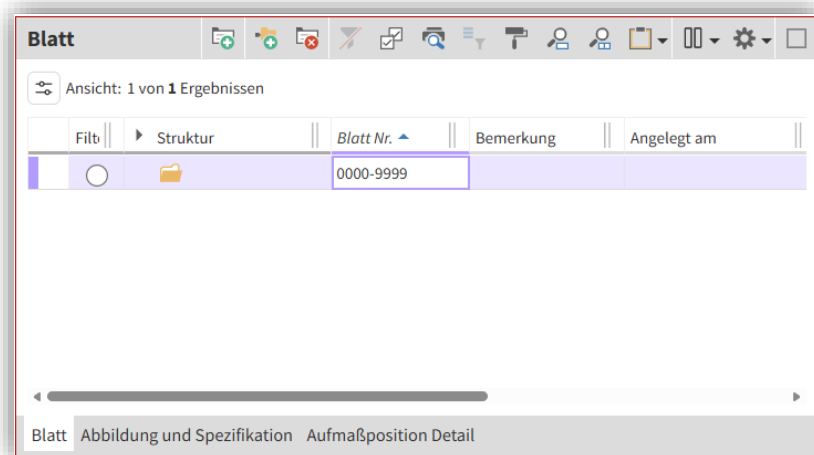 Blatt
Ansicht: 1 von 1 Ergebnissen
Filt Struktur Blatt Nr. Bemerkung Angelegt am
0000-9999
Blatt Abbildung und Spezifikation Aufmaßposition Detail